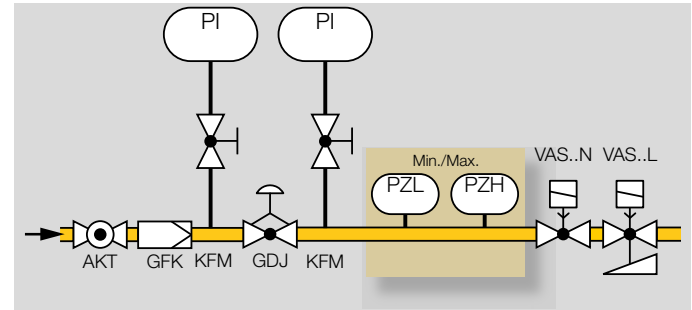 PI PI
Min./Max.
VAS..N VAS..L
PZL PZH
AKT GFK KFM GDJ KFM